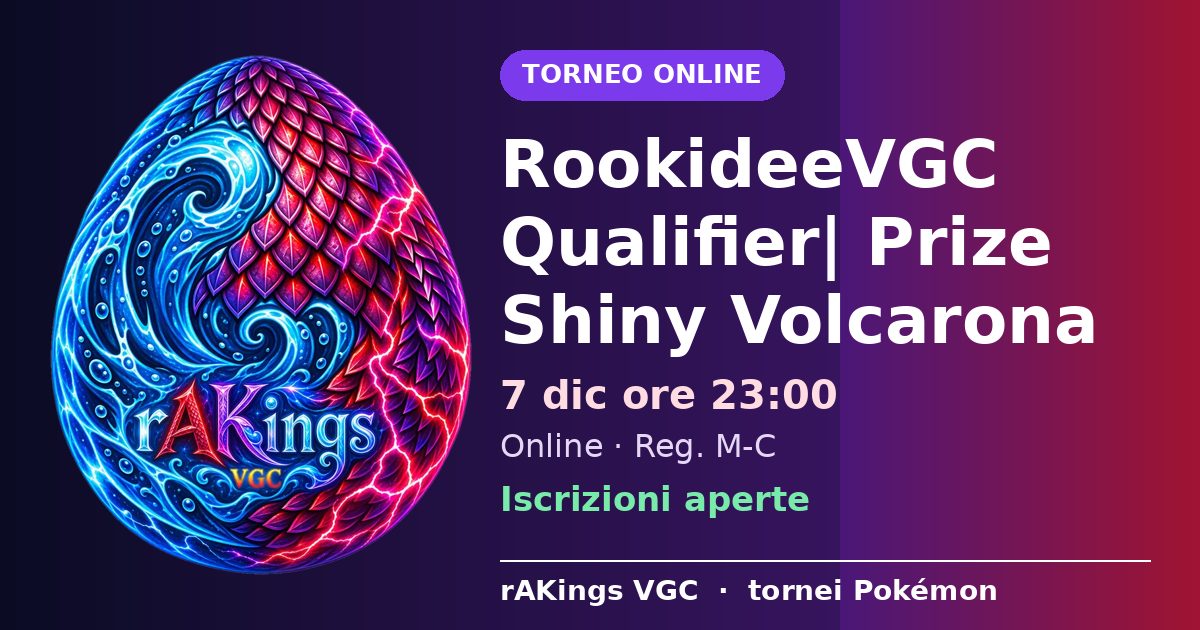 rAKings
VGC
TORNEO ONLINE
RookideeVGC
Qualifier| Prize
Shiny Volcarona
7 dic ore 23:00
Online · Reg. M-C
Iscrizioni aperte
rAKings VGC · tornei Pokémon